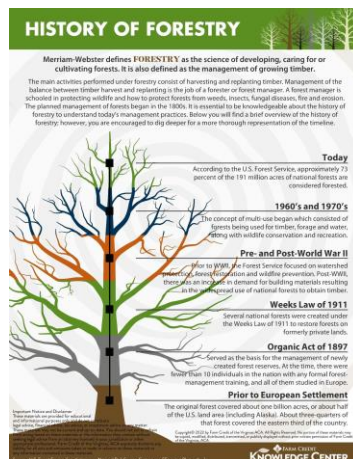 HISTORY OF FORESTRY
Merriam-Webster defines FORESTRY as the science of developing, caring for or
cultivating forests. It is also defined as the management of growing timber.
The main activities performed under forestry consist of harvesting and replanting timber. Management of the
balance between timber harvest and replanting is the job of a forester or forest manager. A forest manager is
schooled in protecting wildlife and how to protect forests from weeds, insects, fungal diseases, fire and erosion.
The planned management of forests began in the 1800s. It is essential to be knowledgeable about the history of
forestry to understand today's management practices. Below you will find a brief overview of the history of
forestry; however, you are encouraged to dig deeper for a more thorough representation of the timeline.
Today
According to the U.S. Forest Service, approximately 73
percent of the 191 million acres of national forests are
considered forested.
1960's and 1970's
The concept of multi-use began which consisted of
forests being used for timber, forage and water,
along with wildlife conservation and recreation.
Pre- and Post-World War II
Prior to WWII, the Forest Service focused on watershed
protection, forest restoration and wildfire prevention. Post-WWII,
there was an increase in demand for building materials resulting
in the widespread use of national forests to obtain timber.
Weeks Law of 1911
Several national forests were created under
the Weeks Law of 1911 to restore forests on
formerly private lands.
Organic Act of 1897
Served as the basis for the management of newly
created forest reserves. At the time, there were
fewer than 10 individuals in the nation with any formal forest-
management training, and all of them studied in Europe.
Prior to European Settlement
The original forest covered about one billion acres, or about half
of the U.S. land area (including Alaska). About three-quarters of
that forest covered the eastern third of the country.
Important Notice and Disclaimer
FARM CREDIT
KNOWLEDGE CENTER